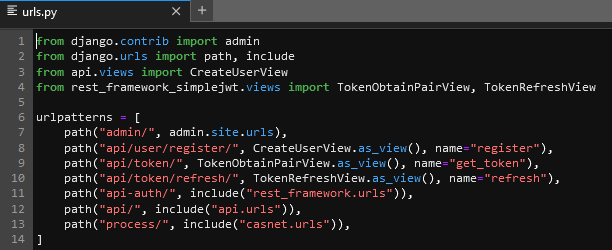 urls.py
1 from django.contrib import admin
2 from django.urls import path, include
3 from api.views import CreateUserView
4 from rest_framework_simplejwt.views import TokenObtainPairView, TokenRefreshView
5
6 urlpatterns = [
7     path("admin/", admin.site.urls),
8     path("api/user/register/", CreateUserView.as_view(), name="register"),
9     path("api/token/", TokenObtainPairView.as_view(), name="get_token"),
10     path("api/token/refresh/", TokenRefreshView.as_view(), name="refresh"),
11     path("api-auth/", include("rest_framework.urls")),
12     path("api/", include("api.urls")),
13     path("process/", include("casnet.urls")),
14 ]